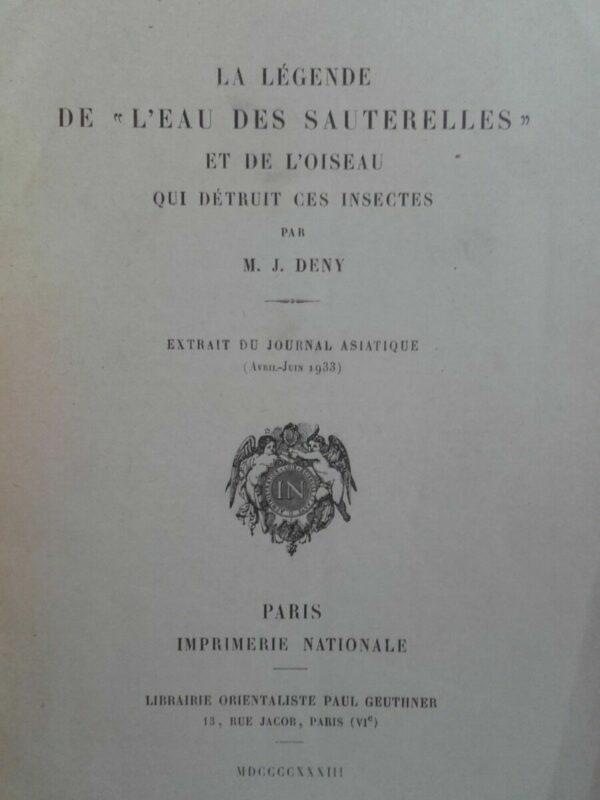 LA LÉGENDE
DE "L'EAU DES SAUTERELLES"
ET DE L'OISEAU
QUI DÉTRUIT CES INSECTES
PAR
M. J. DENY
EXTRAIT DU JOURNAL ASIATIQUE
(AVRIL-JUIN 1933)
IN
PARIS
IMPRIMERIE NATIONALE
LIBRAIRIE ORIENTALISTE PAUL GEUTHNER
13, RUE JACOB, PARIS (VIe)
MDCCCCXXXIII